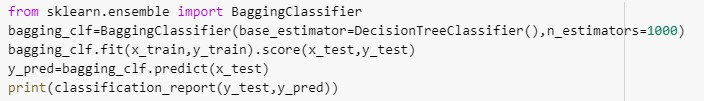 from sklearn.ensemble import BaggingClassifier
bagging_clf=BaggingClassifier(base_estimator=DecisionTreeClassifier(),n_estimators=1000)
bagging_clf.fit(x_train,y_train).score(x_test,y_test)
y_pred=bagging_clf.predict(x_test)
print(classification_report(y_test,y_pred))